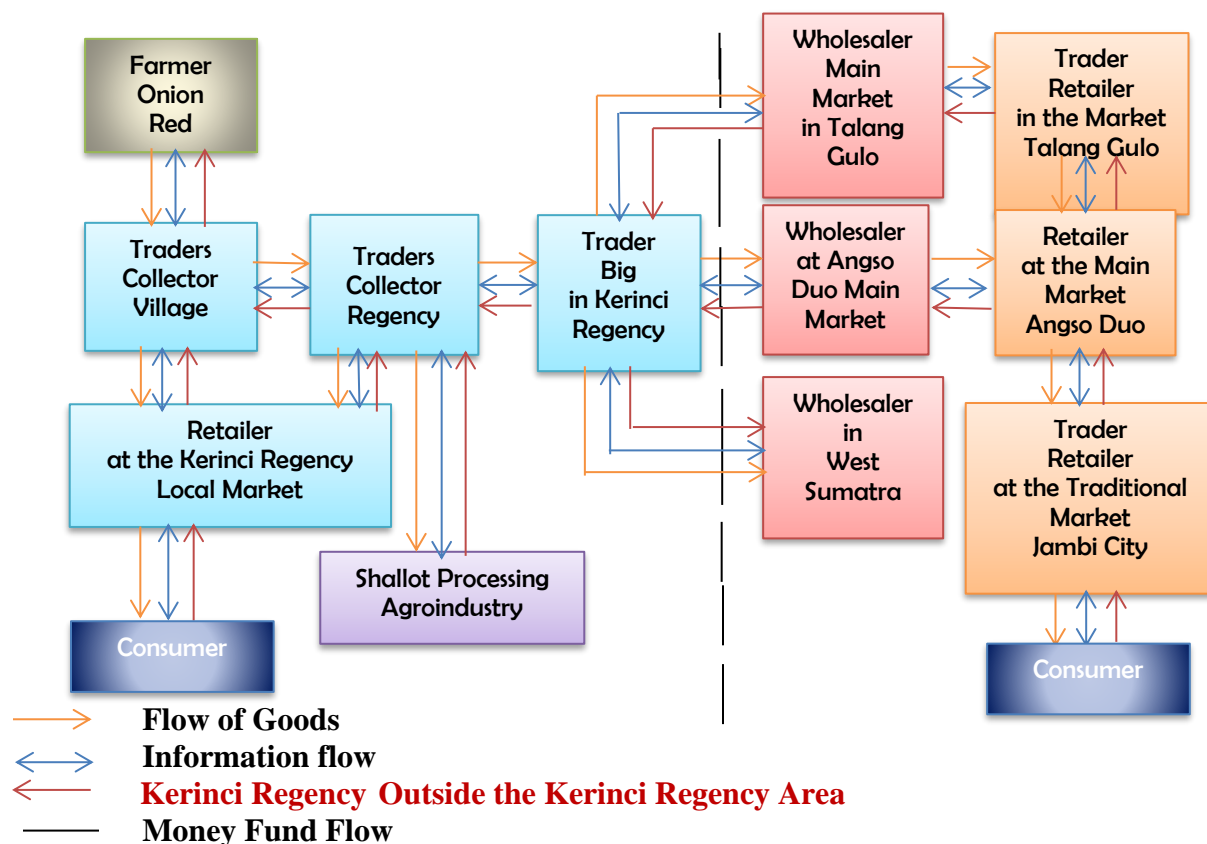 Farmer
Onion
Red
Wholesaler
Main
Market
in Talang
Gulo
Trader
Retailer
in the Market
Talang Gulo
Traders
Collector
Village
Traders
Collector
Regency
Trader
Big
in Kerinci
Regency
Wholesaler
at Angso
Duo Main
Market
Retailer
at the Main
Market
Angso Duo
Retailer
at the Kerinci Regency
Local Market
Wholesaler
in
West
Sumatra
Trader
Retailer
at the Traditional
Market
Jambi City
Shallot Processing
Agroindustry
Consumer
Consumer
Flow of Goods
Information flow
Kerinci Regency Outside the Kerinci Regency Area
Money Fund Flow